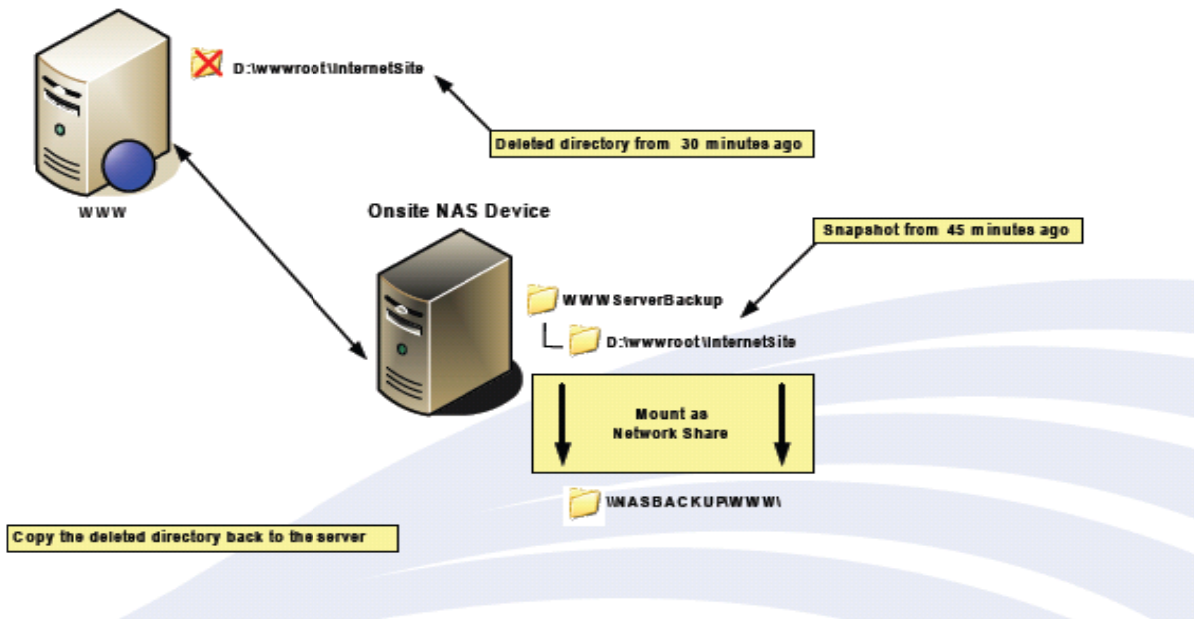 D:\wwwroot\InternetSite
Deleted directory from 30 minutes ago
WWW
Onsite NAS Device
Snapshot from 45 minutes ago
WWWServerBackup
D:\wwwroot\InternetSite
Mount as
Network Share
\\NASBACKUP\WWW\
Copy the deleted directory back to the server